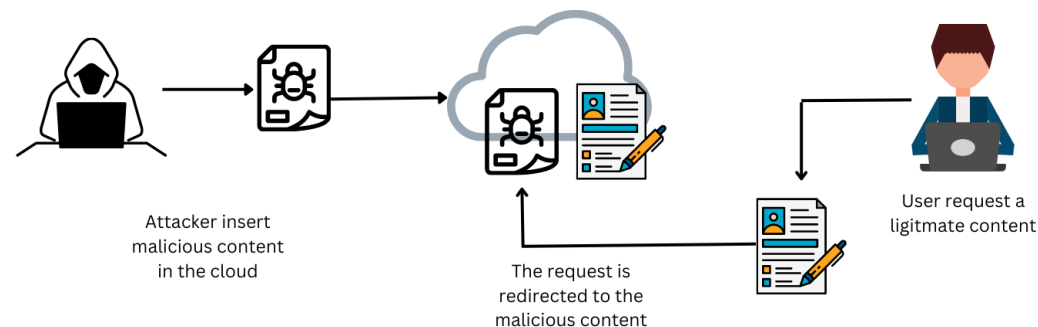 Attacker insert
malicious content
in the cloud
The request is
redirected to the
malicious content
User request a
ligitmate content